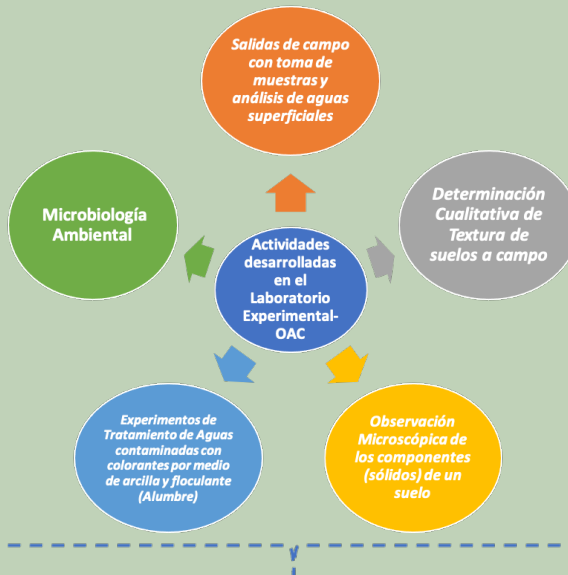 Salidas de campo
con toma de
muestras y
análisis de aguas
superficiales
Microbiología
Ambiental
Determinación
Cualitativa de
Textura de
suelos a campo
Actividades
desarrolladas
en el
Laboratorio
Experimental-
OAC
Experimentos de
Tratamiento de Aguas
contaminadas con
colorantes por medio
de arcilla y floculante
(Alumbre)
Observación
Microscópica de
los componentes
(sólidos) de un
suelo